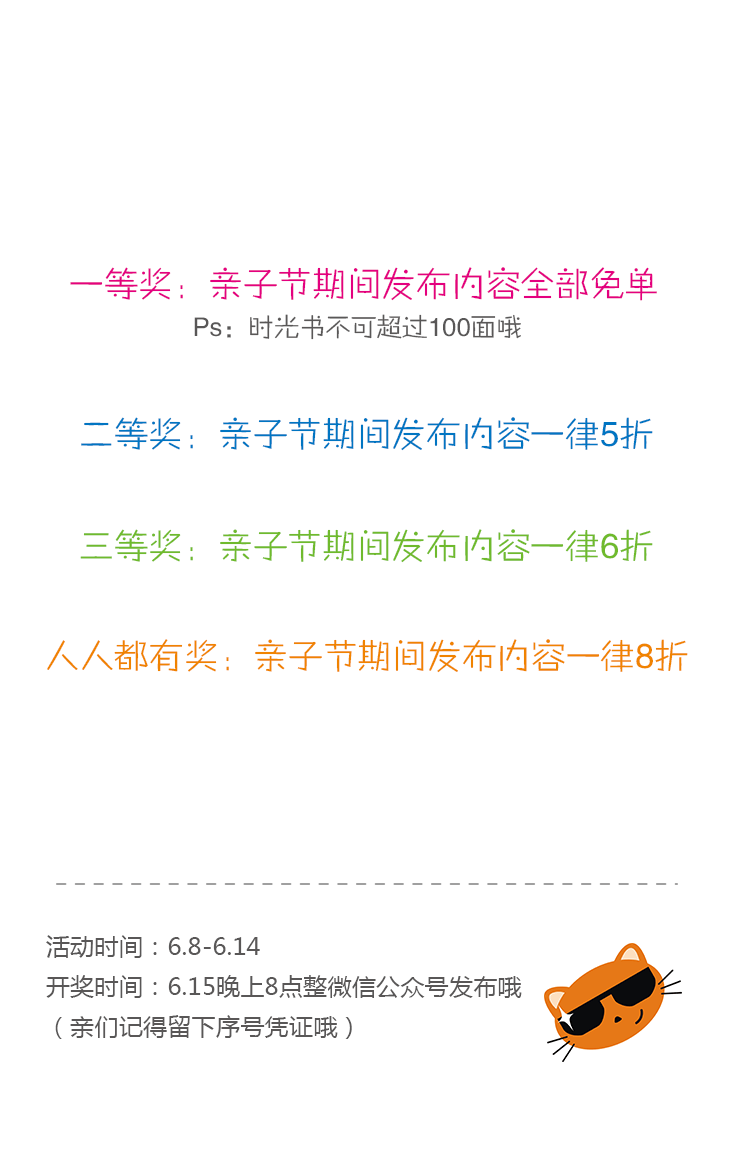 一等奖：亲子节期间发布内容全部免单
Ps：时光书不可超过100面哦
二等奖：亲子节期间发布内容一律5折
三等奖：亲子节期间发布内容一律6折
人人都有奖：亲子节期间发布内容一律8折
活动时间：6.8-6.14
开奖时间：6.15晚上8点整微信公众号发布哦
（亲们记得留下序号凭证哦）